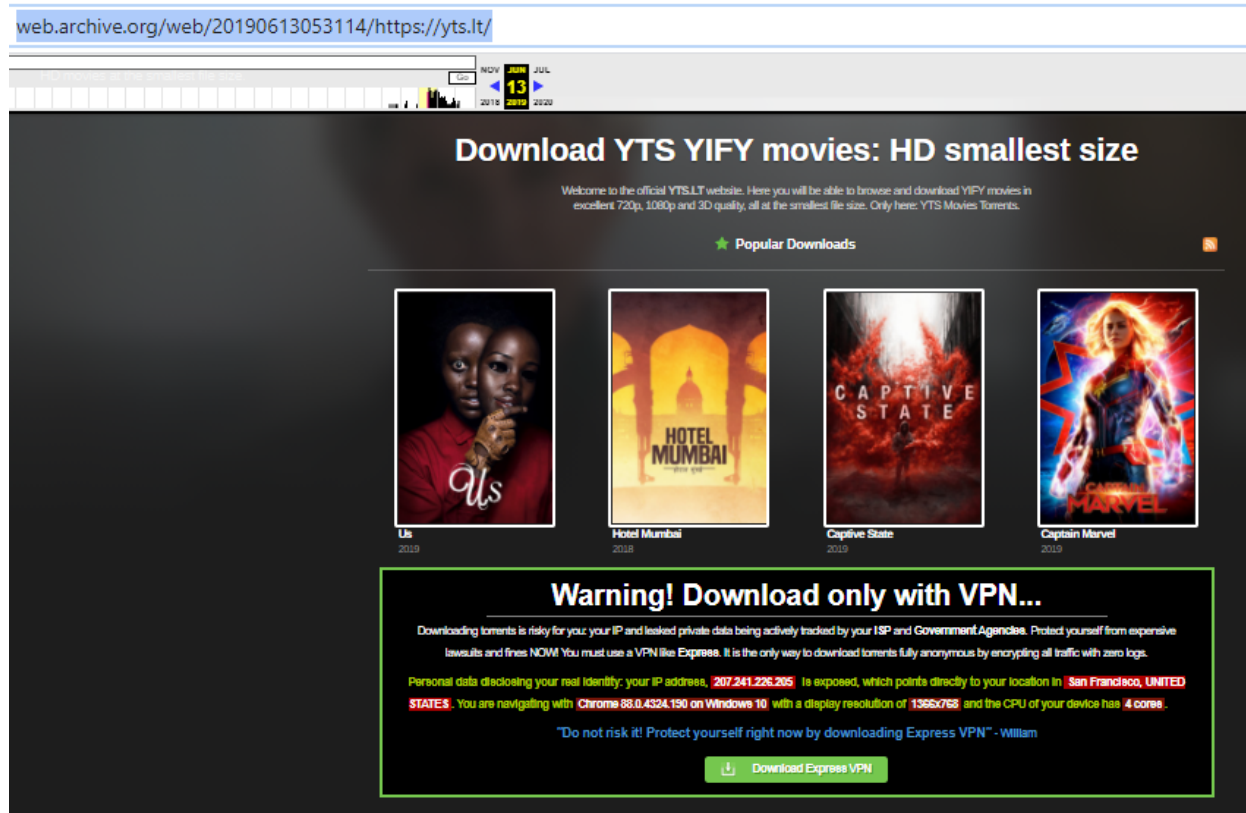 web.archive.org/web/20190613053114/https://yts.lt/
HD movies at the smallest file size.
Go
NOV JUN JUL
13
2018 2019 2020
Download YTS YIFY movies: HD smallest size
Welcome to the official YTS.LT website. Here you will be able to browse and download YIFY movies in
excellent 720p, 1080p and 3D quality, all at the smallest file size. Only here: YTS Movies Torrents.
Popular Downloads
Us
HOTEL
MUMBAI
CAPTIVE
STATE
CAPTAIN
MARVEL
Us
2019
Hotel Mumbai
2018
Captive State
2019
Captain Marvel
2019
Warning! Download only with VPN...
Downloading torrents is risky for you: your IP and leaked private data being actively tracked by your ISP and Government Agencies. Protect yourself from expensive
lawsuits and fines NOW! You must use a VPN like Express. It is the only way to download torrents fully anonymous by encrypting all traffic with zero logs.
Personal data disclosing your real identity: your IP address, 207.241.226.205 is exposed, which points directly to your location in San Francisco, UNITED
STATES. You are navigating with Chrome 88.0.4324.190 on Windows 10 with a display resolution of 1366x768 and the CPU of your device has 4 cores.
"Do not risk it! Protect yourself right now by downloading Express VPN" - William
Download Express VPN